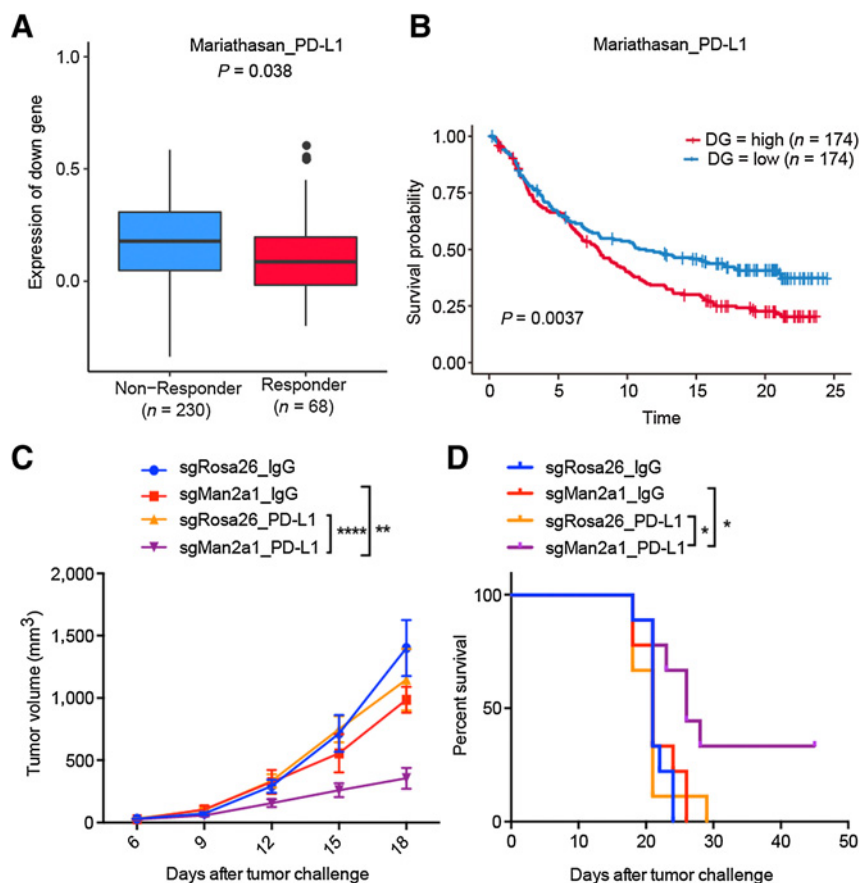 A
Mariathasan_PD-L1
P = 0.038
Expression of down gene
1.0
0.5
0.0
Non-Responder
(n = 230)
Responder
(n = 68)
B
Mariathasan_PD-L1
DG = high (n = 174)
DG = low (n = 174)
Survival probability
1.00
0.75
0.50
0.25
0.00
P = 0.0037
0 5 10 15 20 25
Time
C
sgRosa26_IgG
sgMan2a1_IgG
sgRosa26_PD-L1
sgMan2a1_PD-L1
**** **
Tumor volume (mm³)
2,000
1,500
1,000
500
0
6 9 12 15 18
Days after tumor challenge
D
sgRosa26_IgG
sgMan2a1_IgG
sgRosa26_PD-L1
sgMan2a1_PD-L1
* *
Percent survival
100
50
0
0 10 20 30 40 50
Days after tumor challenge